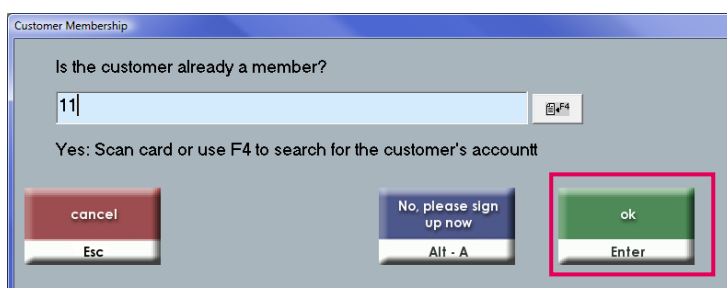 Customer Membership
Is the customer already a member?
11
F4
Yes: Scan card or use F4 to search for the customer's accountt
cancel
Esc
No, please sign
up now
Alt - A
ok
Enter